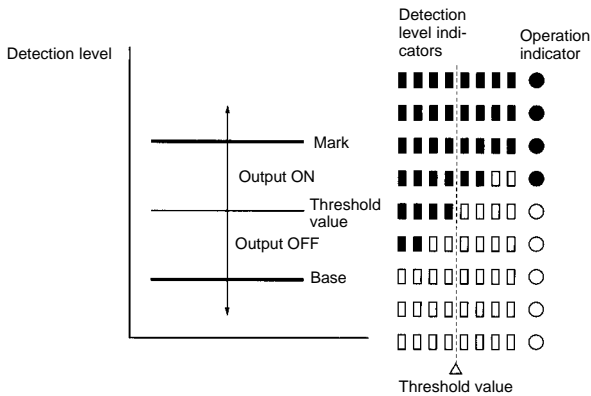 Detection level
Detection
level indi-
cators
Operation
indicator
Mark
Output ON
Threshold
value
Output OFF
Base
Threshold value